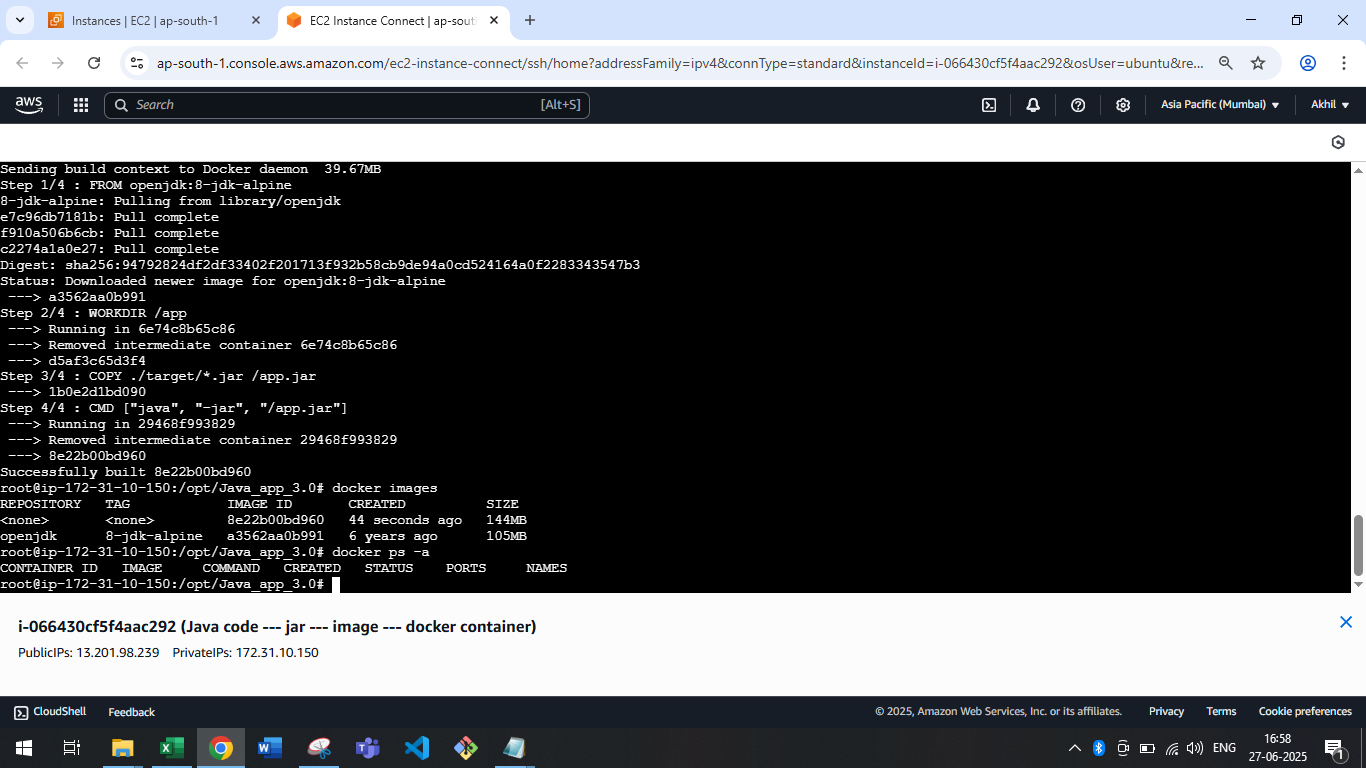 Instances | EC2 | ap-south-1
EC2 Instance Connect | ap-sou
ap-south-1.console.aws.amazon.com/ec2-instance-connect/ssh/home?addressFamily=ipv4&connType=standard&instanceId=i-066430cf5f4aac292&osUser=ubuntu&re...
aws
Search
[Alt+S]
Asia Pacific (Mumbai)
Akhil
Sending build context to Docker daemon  39.67MB
Step 1/4 : FROM openjdk:8-jdk-alpine
8-jdk-alpine: Pulling from library/openjdk
e7c96db7181b: Pull complete
f910a506b6cb: Pull complete
c2274a1a0e27: Pull complete
Digest: sha256:94792824df2df33402f201713f932b58cb9de94a0cd524164a0f2283343547b3
Status: Downloaded newer image for openjdk:8-jdk-alpine
---> a3562aa0b991
Step 2/4 : WORKDIR /app
---> Running in 6e74c8b65c86
---> Removed intermediate container 6e74c8b65c86
---> d5af3c65d3f4
Step 3/4 : COPY ./target/*.jar /app.jar
---> 1b0e2d1bd090
Step 4/4 : CMD ["java", "-jar", "/app.jar"]
---> Running in 29468f993829
---> Removed intermediate container 29468f993829
---> 8e22b00bd960
Successfully built 8e22b00bd960
root@ip-172-31-10-150:/opt/Java_app_3.0# docker images
REPOSITORY   TAG            IMAGE ID       CREATED          SIZE
<none>       <none>         8e22b00bd960   44 seconds ago   144MB
openjdk      8-jdk-alpine   a3562aa0b991   6 years ago      105MB
root@ip-172-31-10-150:/opt/Java_app_3.0# docker ps -a
CONTAINER ID   IMAGE     COMMAND   CREATED   STATUS    PORTS     NAMES
root@ip-172-31-10-150:/opt/Java_app_3.0#
i-066430cf5f4aac292 (Java code --- jar --- image --- docker container)
PublicIPs: 13.201.98.239    PrivateIPs: 172.31.10.150
CloudShell
Feedback
© 2025, Amazon Web Services, Inc. or its affiliates.
Privacy
Terms
Cookie preferences
ENG
16:58
27-06-2025
1